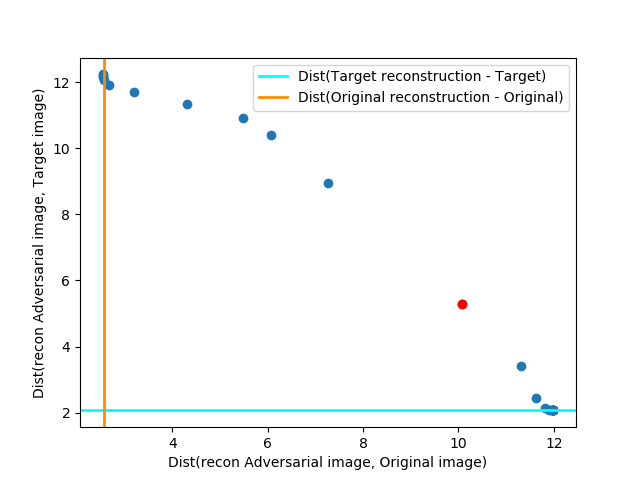 Dist(Target reconstruction - Target)
Dist(Original reconstruction - Original)
12
10
8
6
4
2
Dist(recon Adversarial image, Target image)
4 6 8 10 12
Dist(recon Adversarial image, Original image)